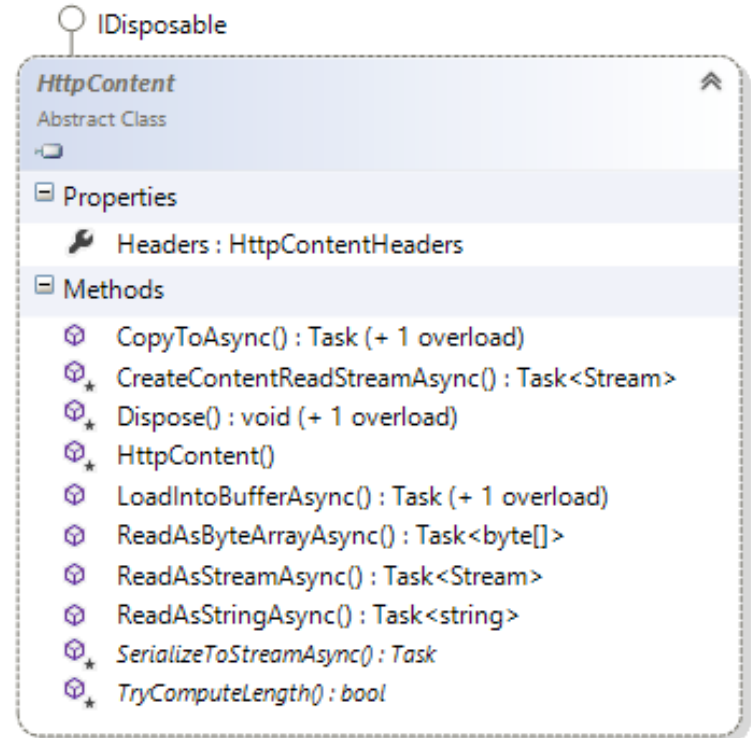 IDisposable
HttpContent
Abstract Class
Properties
Headers : HttpContentHeaders
Methods
CopyToAsync() : Task (+ 1 overload)
CreateContentReadStreamAsync() : Task<Stream>
Dispose() : void (+ 1 overload)
HttpContent()
LoadIntoBufferAsync() : Task (+ 1 overload)
ReadAsByteArrayAsync() : Task<byte[]>
ReadAsStreamAsync() : Task<Stream>
ReadAsStringAsync() : Task<string>
SerializeToStreamAsync() : Task
TryComputeLength() : bool